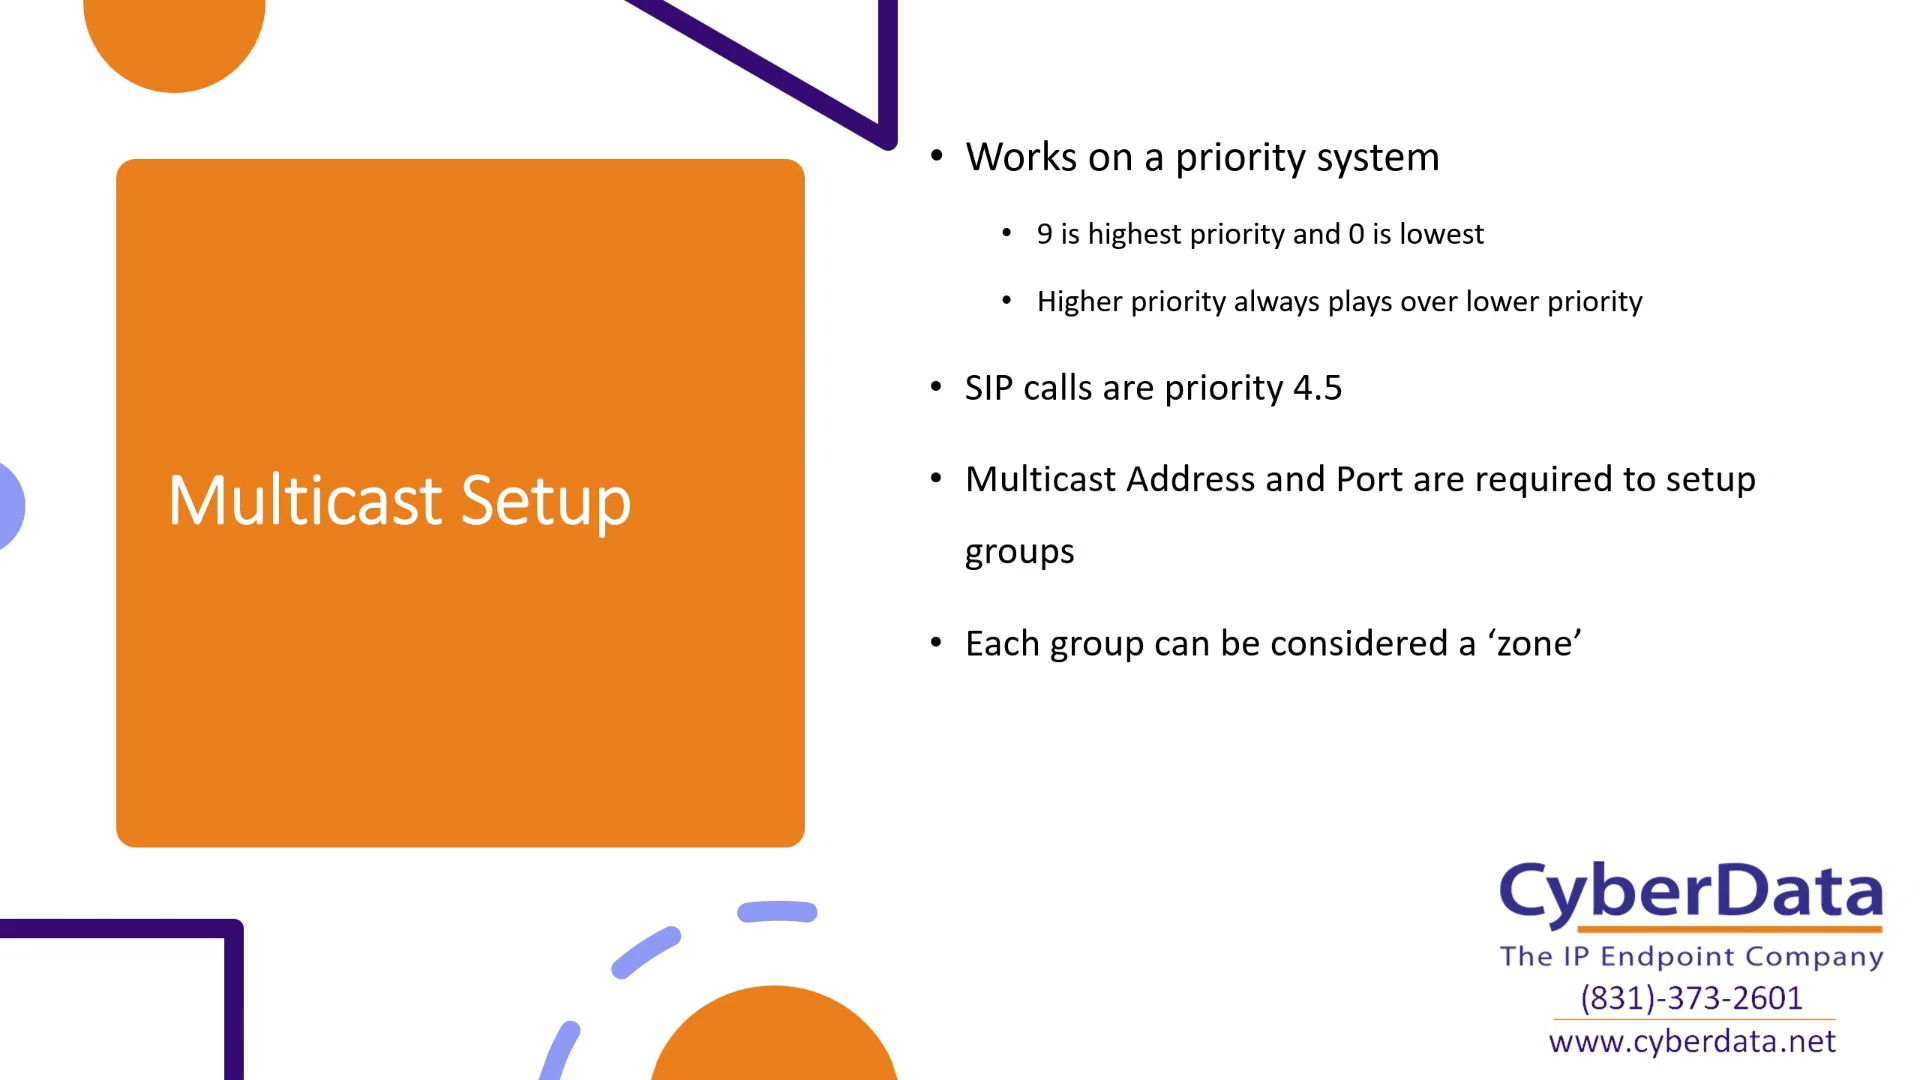 Multicast Setup
• Works on a priority system
• 9 is highest priority and 0 is lowest
• Higher priority always plays over lower priority
• SIP calls are priority 4.5
• Multicast Address and Port are required to setup
groups
• Each group can be considered a ‘zone’
CyberData
The IP Endpoint Company
(831)-373-2601
www.cyberdata.net